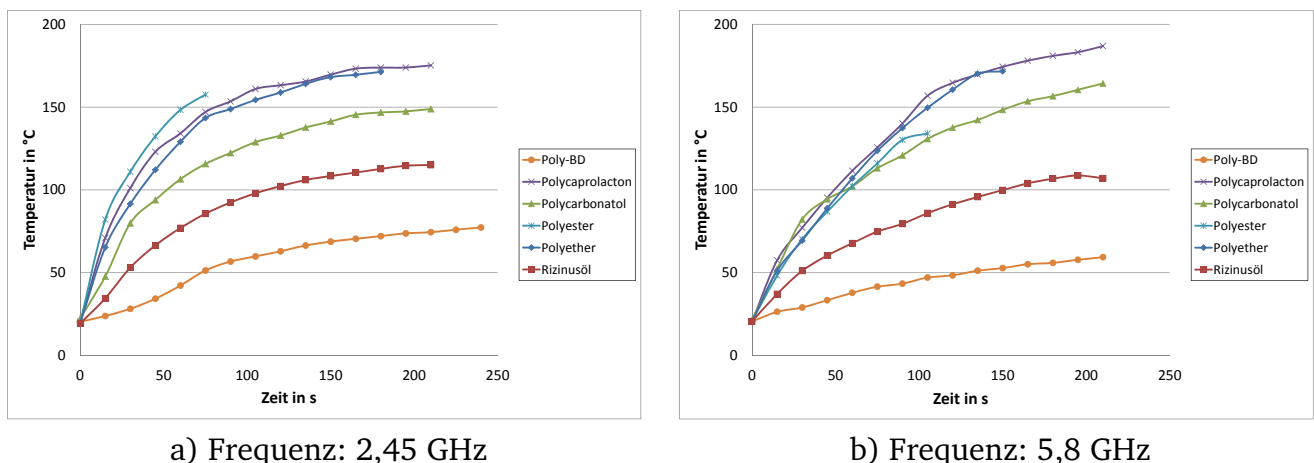 200
150
100
50
0
Temperatur in °C
0 50 100 150 200 250
Zeit in s
Poly-BD
Polycaprolacton
Polycarbonatol
Polyester
Polyether
Rizinusöl
a) Frequenz: 2,45 GHz
200
150
100
50
0
Temperatur in °C
0 50 100 150 200 250
Zeit in s
Poly-BD
Polycaprolacton
Polycarbonatol
Polyester
Polyether
Rizinusöl
b) Frequenz: 5,8 GHz